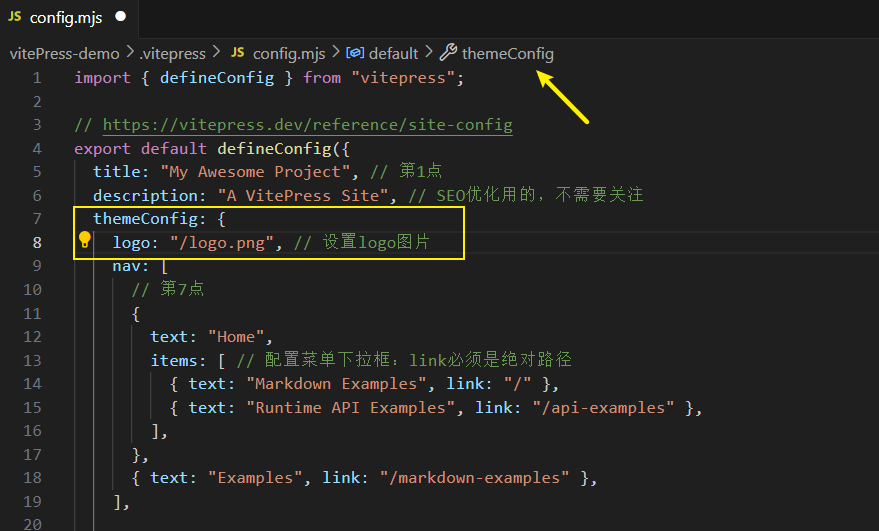 JS config.mjs
vitePress-demo > .vitepress > JS config.mjs > default > themeConfig
1 import { defineConfig } from "vitepress";
2
3 // https://vitepress.dev/reference/site-config
4 export default defineConfig({
5 title: "My Awesome Project", // 第1点
6 description: "A VitePress Site", // SEO优化用的，不需要关注
7 themeConfig: {
8 logo: "/logo.png", // 设置logo图片
9 nav: [
10 // 第7点
11 {
12 text: "Home",
13 items: [ // 配置菜单下拉框：link必须是绝对路径
14 { text: "Markdown Examples", link: "/" },
15 { text: "Runtime API Examples", link: "/api-examples" },
16 ],
17 },
18 { text: "Examples", link: "/markdown-examples" },
19 ],
20